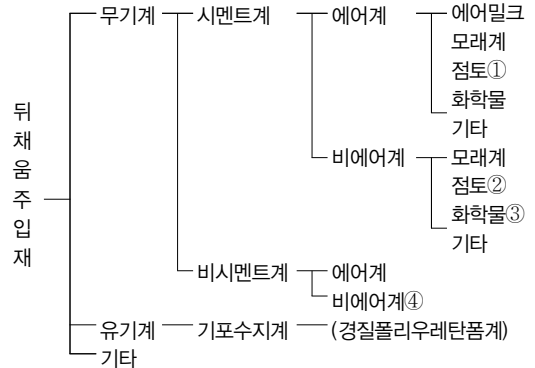 뒤채움주입재
무기계 시멘트계 에어계 에어밀크
모래계
점토①
화학물
기타
비에어계 모래계
점토②
화학물③
기타
비시멘트계 에어계
비에어계④
유기계 기포수지계 (경질폴리우레탄폼계)
기타